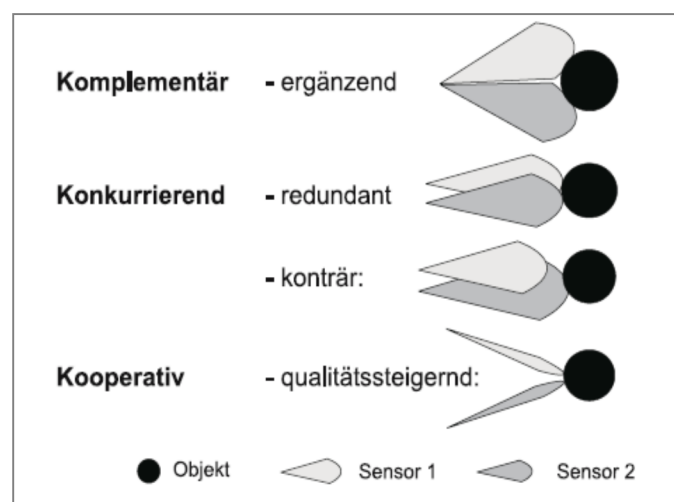 Komplementär - ergänzend
Konkurrierend - redundant
- konträr:
Kooperativ - qualitätssteigernd:
Objekt Sensor 1 Sensor 2